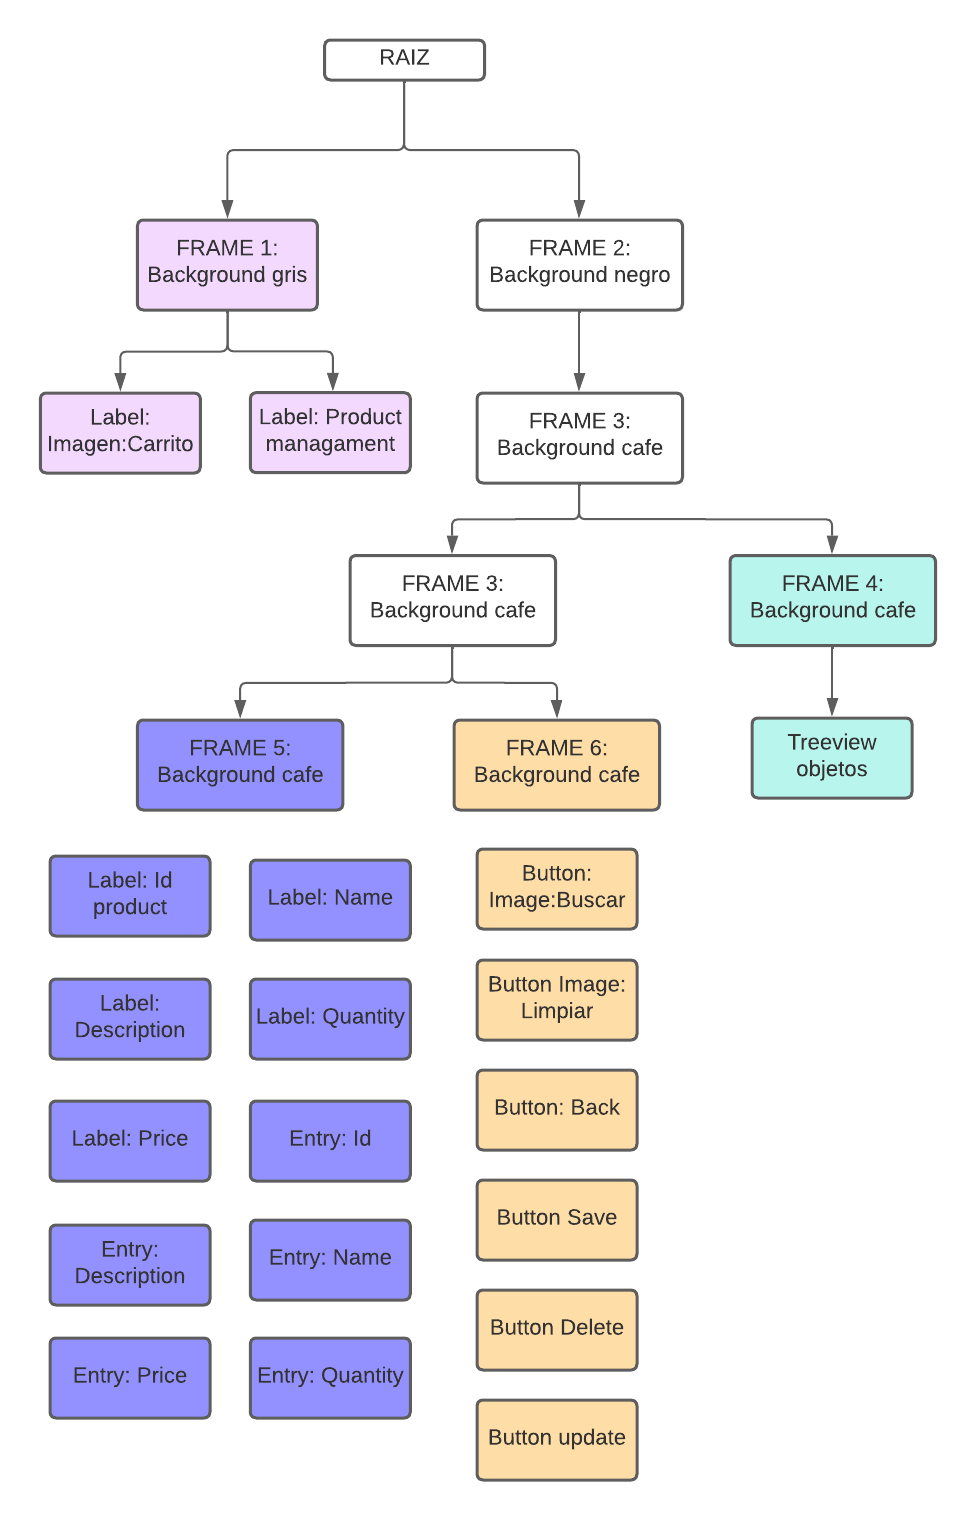 RAIZ
FRAME 1:
Background gris
FRAME 2:
Background negro
Label:
Imagen:Carrito
Label: Product
managament
FRAME 3:
Background cafe
FRAME 3:
Background cafe
FRAME 4:
Background cafe
FRAME 5:
Background cafe
FRAME 6:
Background cafe
Treeview
objetos
Label: Id
product
Label: Name
Button:
Image:Buscar
Label:
Description
Label: Quantity
Button Image:
Limpiar
Label: Price
Entry: Id
Button: Back
Entry:
Description
Entry: Name
Button Save
Entry: Price
Entry: Quantity
Button Delete
Button update